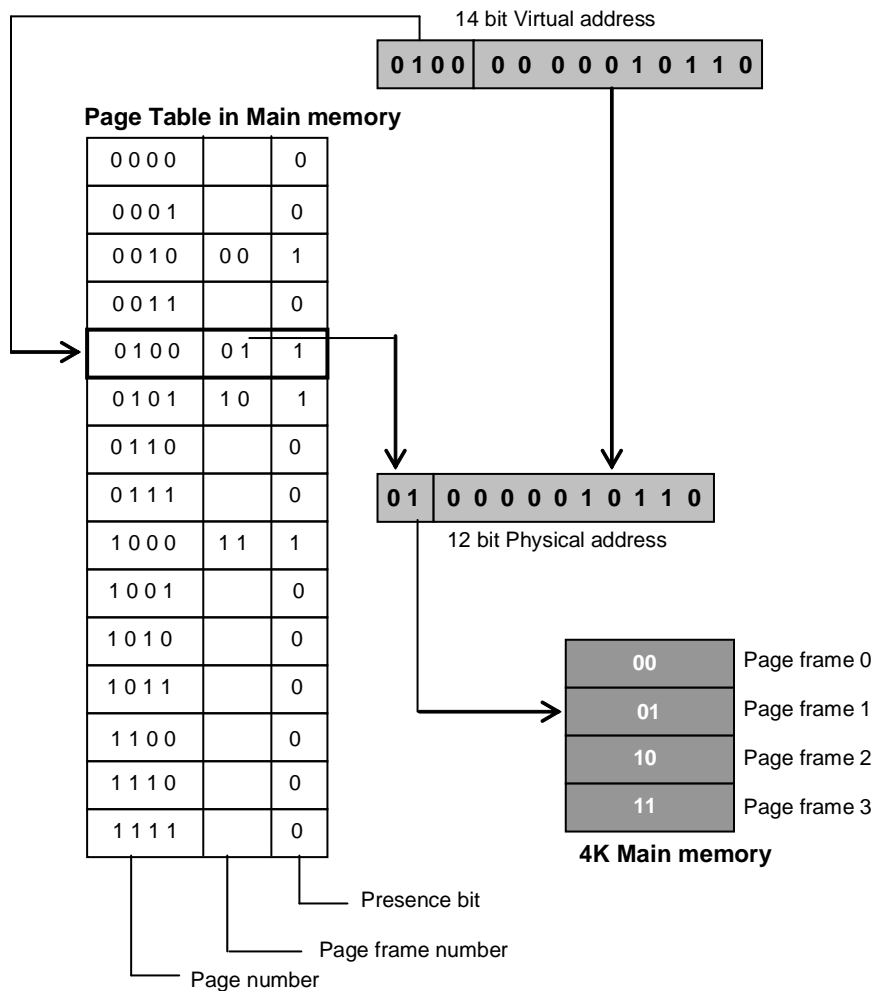 14 bit Virtual address
0 1 0 0 0 0 0 0 0 1 0 1 1 0
Page Table in Main memory
0 0 0 0 0
0 0 0 1 0
0 0 1 0 0 0 1
0 0 1 1 0
0 1 0 0 0 1 1
0 1 0 1 1 0 1
0 1 1 0 0
0 1 1 1 0
1 0 0 0 1 1 1
1 0 0 1 0
1 0 1 0 0
1 0 1 1 0
1 1 0 0 0
1 1 1 0 0
1 1 1 1 0
0 1 0 0 0 0 0 1 0 1 1 0
12 bit Physical address
00 Page frame 0
01 Page frame 1
10 Page frame 2
11 Page frame 3
4K Main memory
Presence bit
Page frame number
Page number